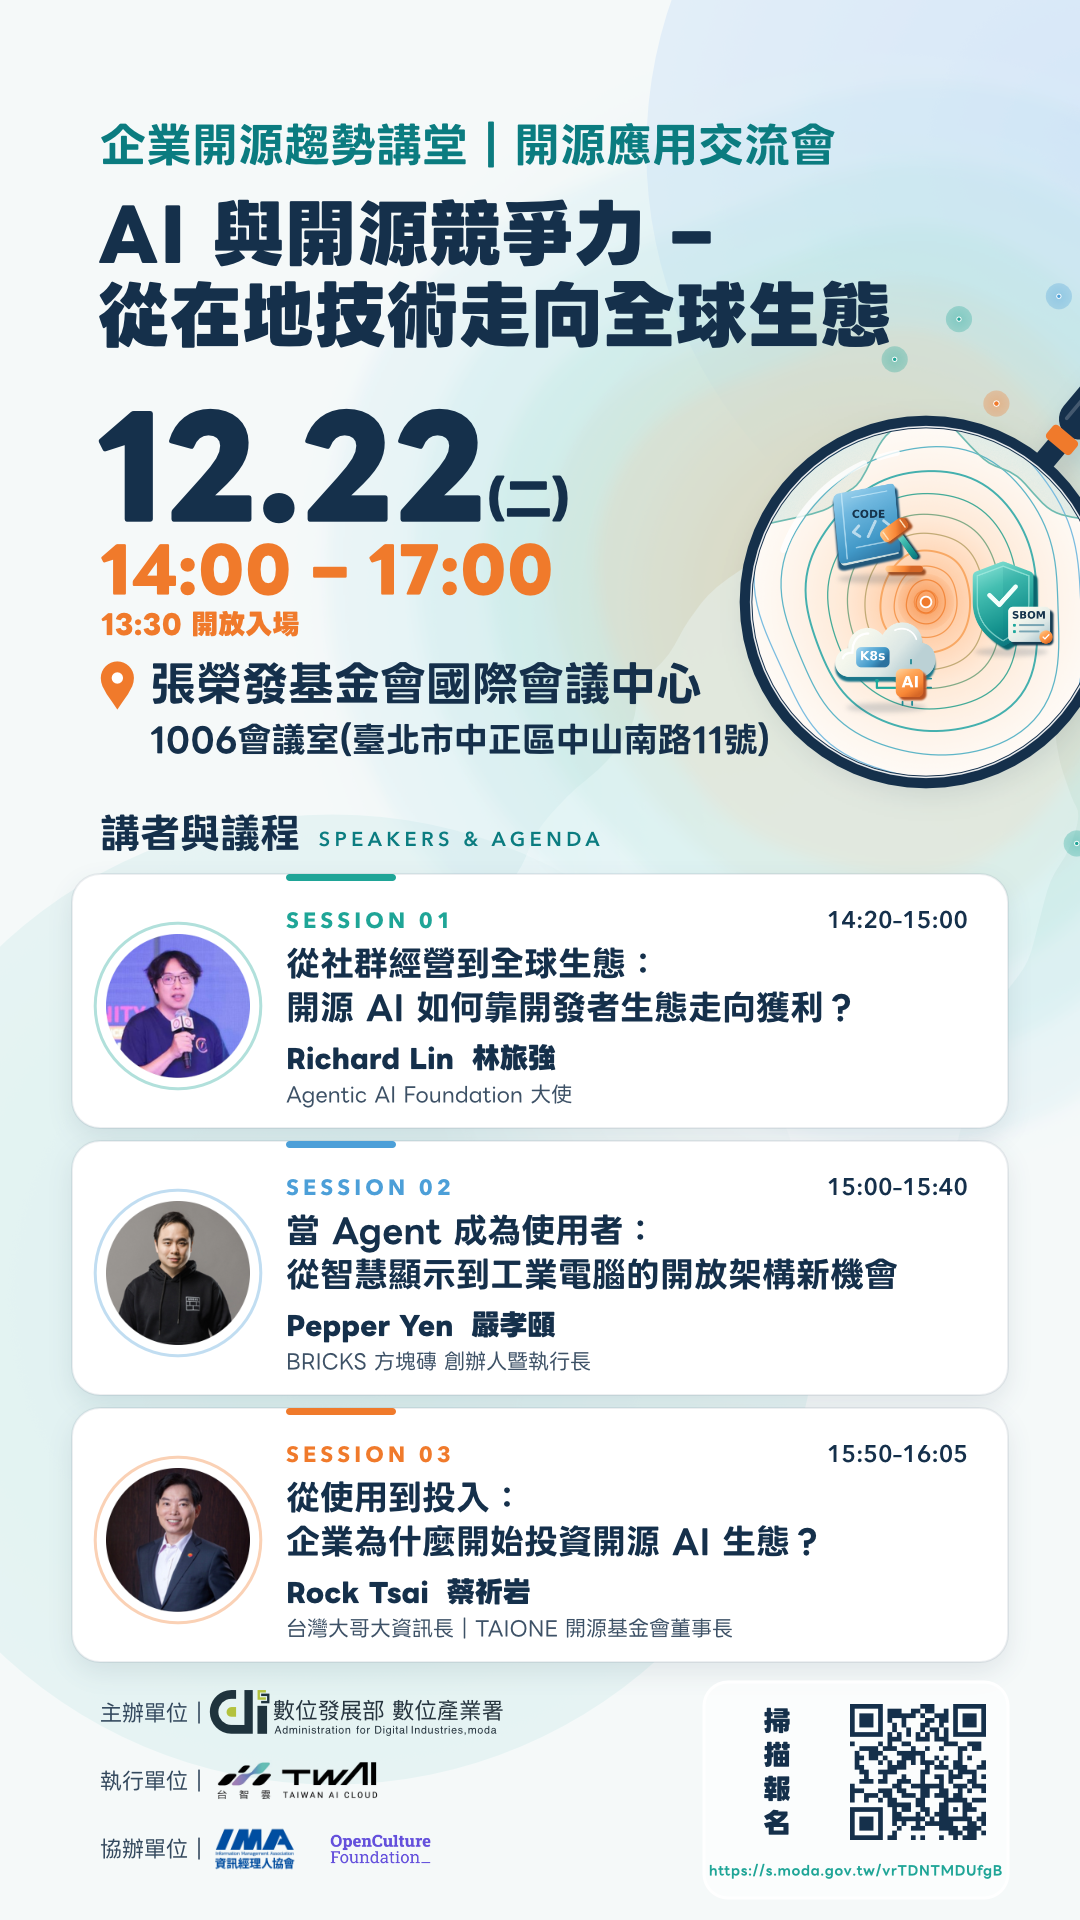 企業開源趨勢講堂｜開源應用交流會
AI 與開源競爭力 –
從在地技術走向全球生態
12.22(二)
14:00 – 17:00
13:30 開放入場
張榮發基金會國際會議中心
1006會議室(臺北市中正區中山南路11號)
CODE
</>
SBOM
K8s
AI
講者與議程 SPEAKERS & AGENDA
SESSION 01 14:20-15:00
從社群經營到全球生態：
開源 AI 如何靠開發者生態走向獲利？
Richard Lin 林旅強
Agentic AI Foundation 大使
SESSION 02 15:00-15:40
當 Agent 成為使用者：
從智慧顯示到工業電腦的開放架構新機會
Pepper Yen 嚴孝頤
BRICKS 方塊磚 創辦人暨執行長
SESSION 03 15:50-16:05
從使用到投入：
企業為什麼開始投資開源 AI 生態？
Rock Tsai 蔡祈岩
台灣大哥大資訊長｜TAIONE 開源基金會董事長
主辦單位｜di 數位發展部 數位產業署
Administration for Digital Industries, moda
執行單位｜TWAI
台智雲 TAIWAN AI CLOUD
協辦單位｜IMA
Information Management Association
資訊經理人協會
OpenCulture
Foundation_
掃描報名
https://s.moda.gov.tw/vrTDNTMDUfgB